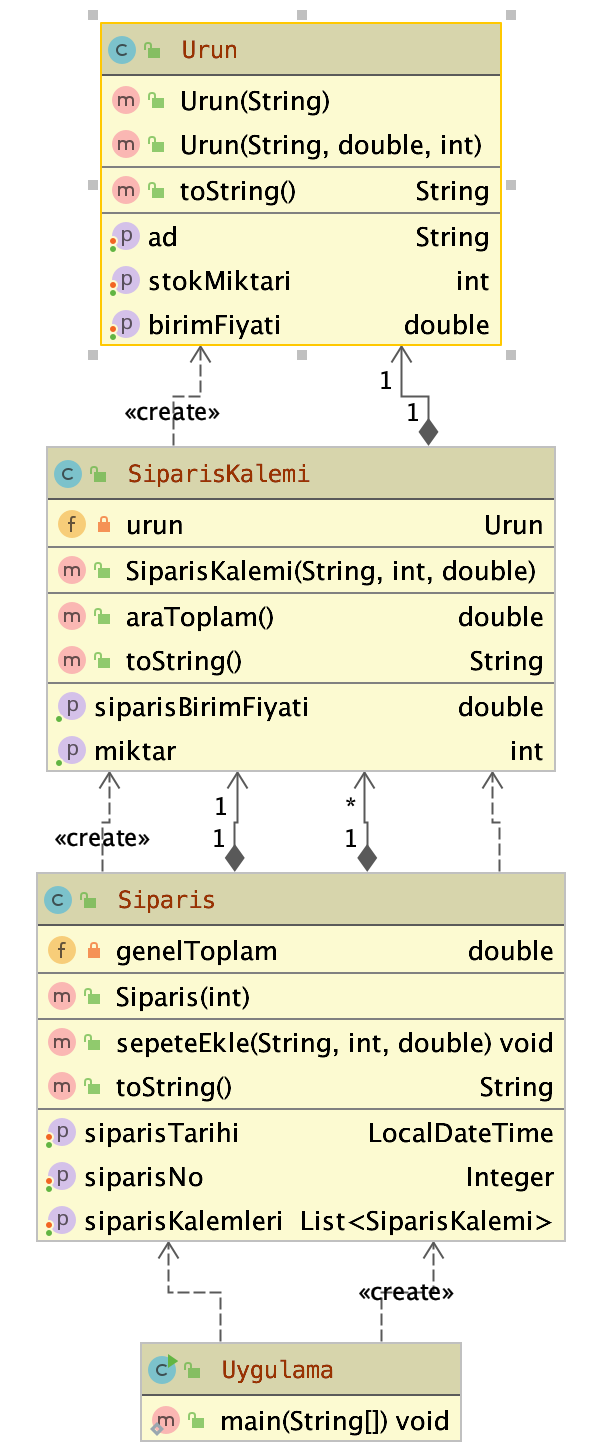 C Urun
m Urun(String)
m Urun(String, double, int)
m toString() String
p ad String
p stokMiktari int
p birimFiyati double
1
«create» 1
C SiparisKalemi
f urun Urun
m SiparisKalemi(String, int, double)
m araToplam() double
m toString() String
p siparisBirimFiyati double
p miktar int
1 *
«create» 1 1
C Siparis
f genelToplam double
m Siparis(int)
m sepeteEkle(String, int, double) void
m toString() String
p siparisTarihi LocalDateTime
p siparisNo Integer
p siparisKalemleri List<SiparisKalemi>
«create»
C Uygulama
m main(String[]) void